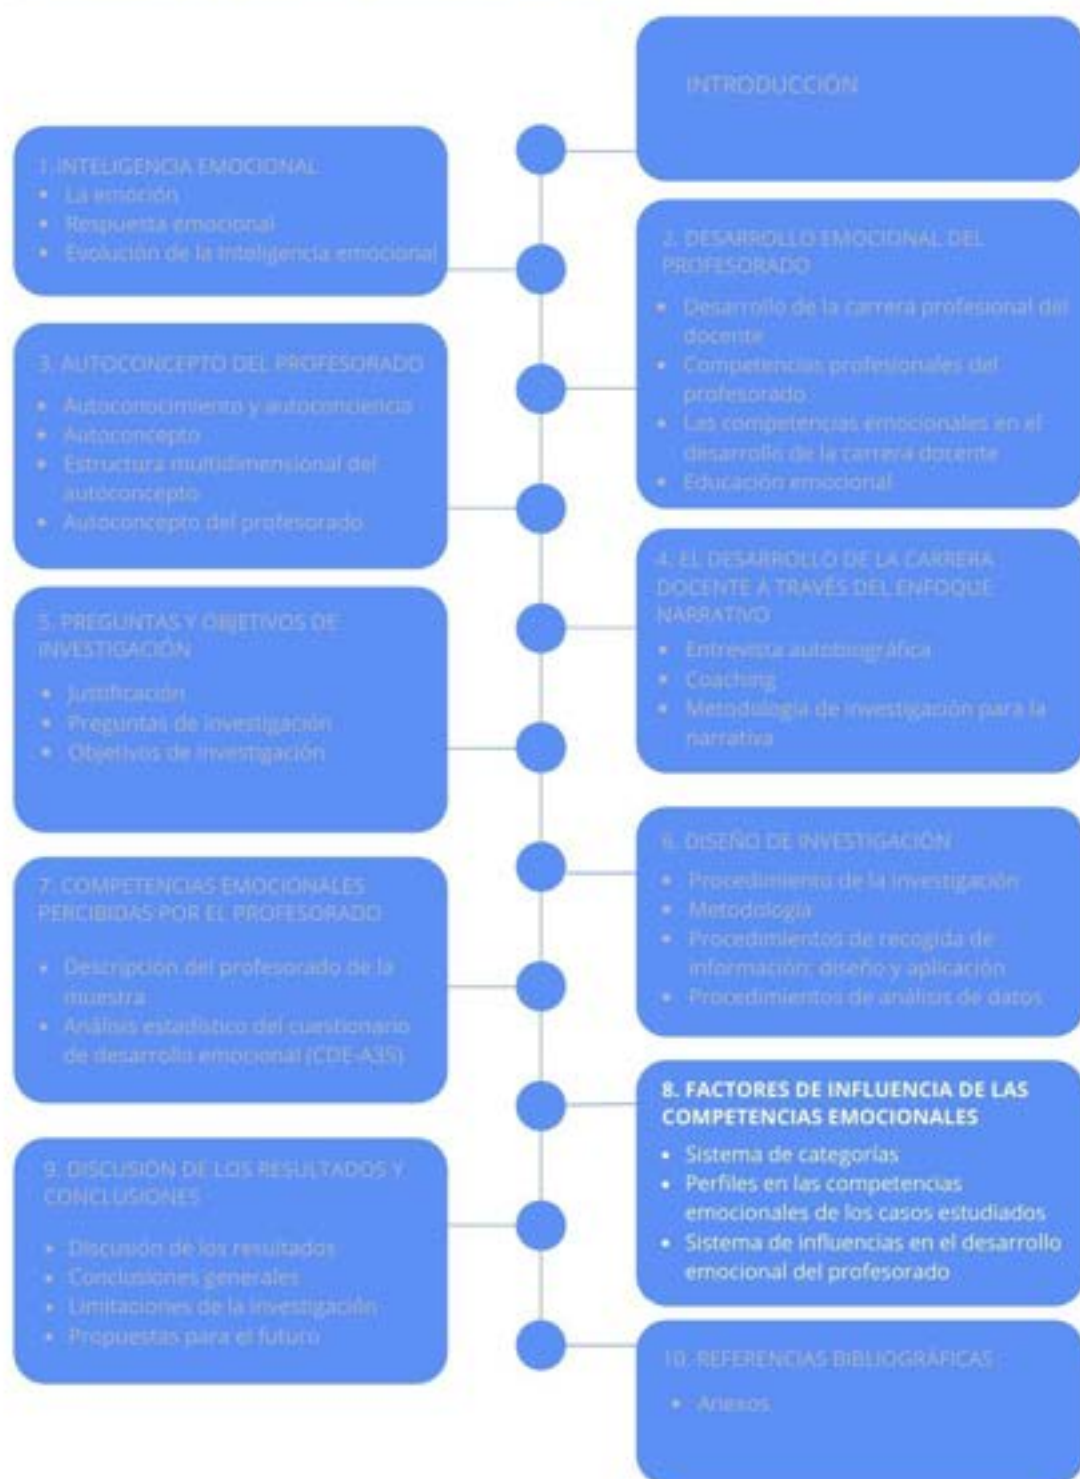 INTRODUCCIÓN
1. INTELIGENCIA EMOCIONAL
• La emoción
• Respuesta emocional
• Evolución de la Inteligencia emocional
2. DESARROLLO EMOCIONAL DEL
PROFESORADO
• Desarrollo de la carrera profesional del
docente
• Competencias profesionales del
profesorado
• Las competencias emocionales en el
desarrollo de la carrera docente
• Educación emocional
3. AUTOCONCEPTO DEL PROFESORADO
• Autoconocimiento y autoconciencia
• Autoconcepto
• Estructura multidimensional del
autoconcepto
• Autoconcepto del profesorado
4. EL DESARROLLO DE LA CARRERA
DOCENTE A TRAVÉS DEL ENFOQUE
NARRATIVO
• Entrevista autobiográfica
• Coaching
• Metodología de investigación para la
narrativa
5. PREGUNTAS Y OBJETIVOS DE
INVESTIGACIÓN
• Justificación
• Preguntas de investigación
• Objetivos de investigación
6. DISEÑO DE INVESTIGACIÓN
• Procedimiento de la investigación
• Metodología
• Procedimientos de recogida de
información: diseño y aplicación
• Procedimientos de análisis de datos
7. COMPETENCIAS EMOCIONALES
PERCIBIDAS POR EL PROFESORADO
• Descripción del profesorado de la
muestra
• Análisis estadístico del cuestionario
de desarrollo emocional (CDE-A35)
8. FACTORES DE INFLUENCIA DE LAS
COMPETENCIAS EMOCIONALES
• Sistema de categorías
• Perfiles en las competencias
emocionales de los casos estudiados
• Sistema de influencias en el desarrollo
emocional del profesorado
9. DISCUSIÓN DE LOS RESULTADOS Y
CONCLUSIONES
• Discusión de los resultados
• Conclusiones generales
• Limitaciones de la investigación
• Propuestas para el futuro
10. REFERENCIAS BIBLIOGRÁFICAS
• Anexos